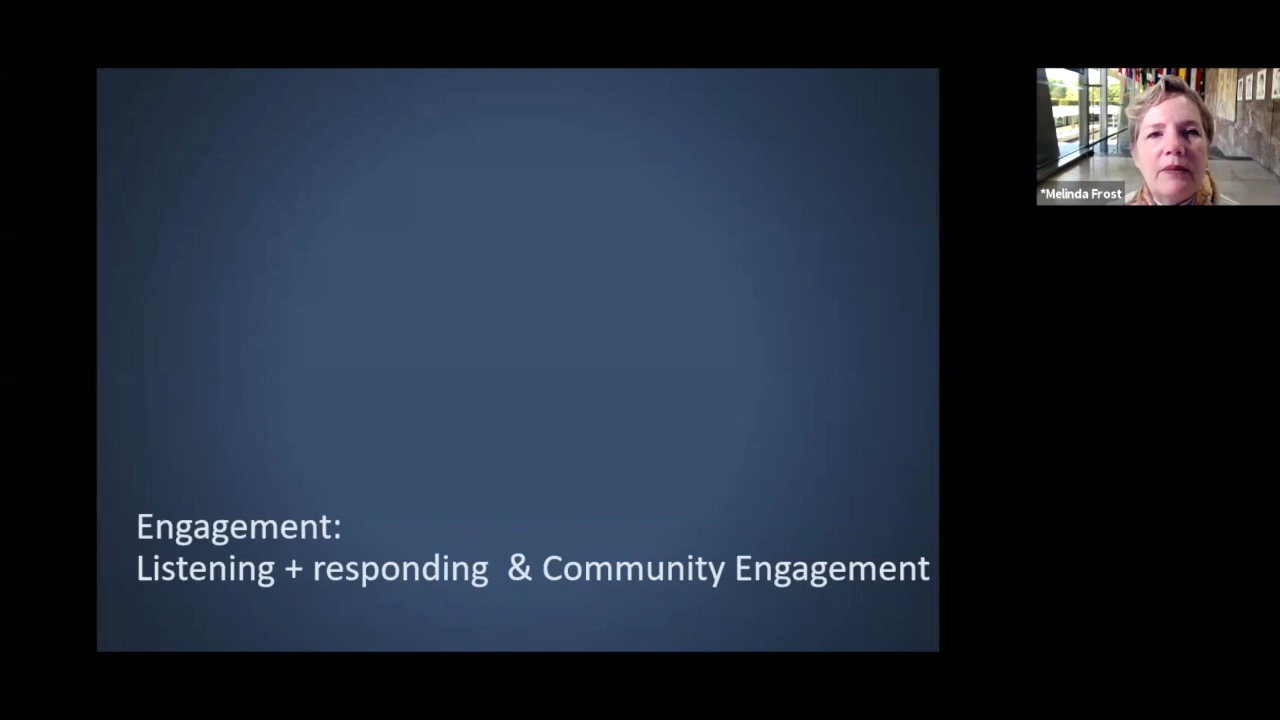 *Melinda Frost
Engagement:
Listening + responding  & Community Engagement